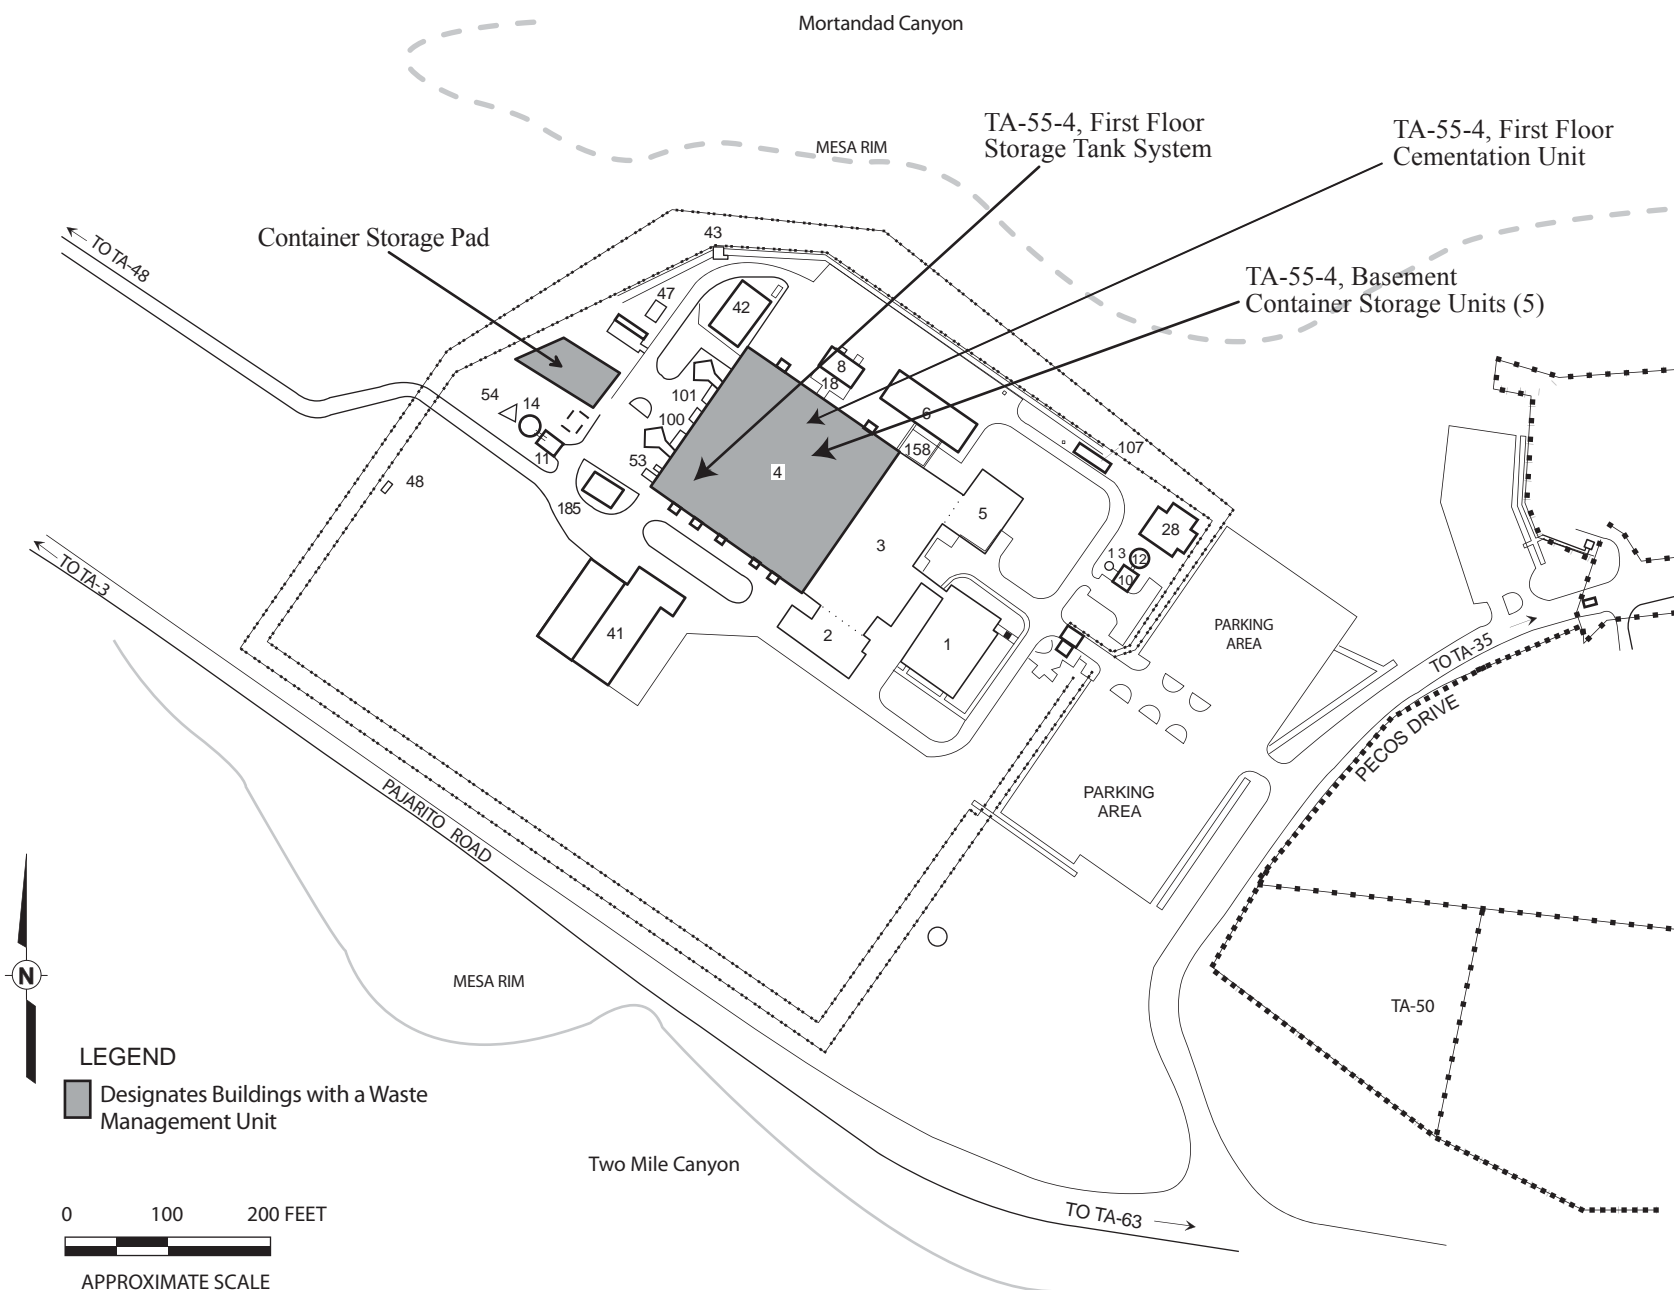 Mortandad Canyon
TA-55-4, First Floor
Storage Tank System
TA-55-4, First Floor
Cementation Unit
MESA RIM
Container Storage Pad
43
TO TA-48
TA-55-4, Basement
Container Storage Units (5)
47
42
8
18
101
54
14
100
6
11
53
158
107
4
48
185
5
28
3
13
12
10
TO TA-3
41
2
1
PARKING
AREA
TO TA-35
PECOS DRIVE
PARKING
AREA
PAJARITO ROAD
N
MESA RIM
TA-50
LEGEND
Designates Buildings with a Waste
Management Unit
Two Mile Canyon
0 100 200 FEET
TO TA-63
APPROXIMATE SCALE